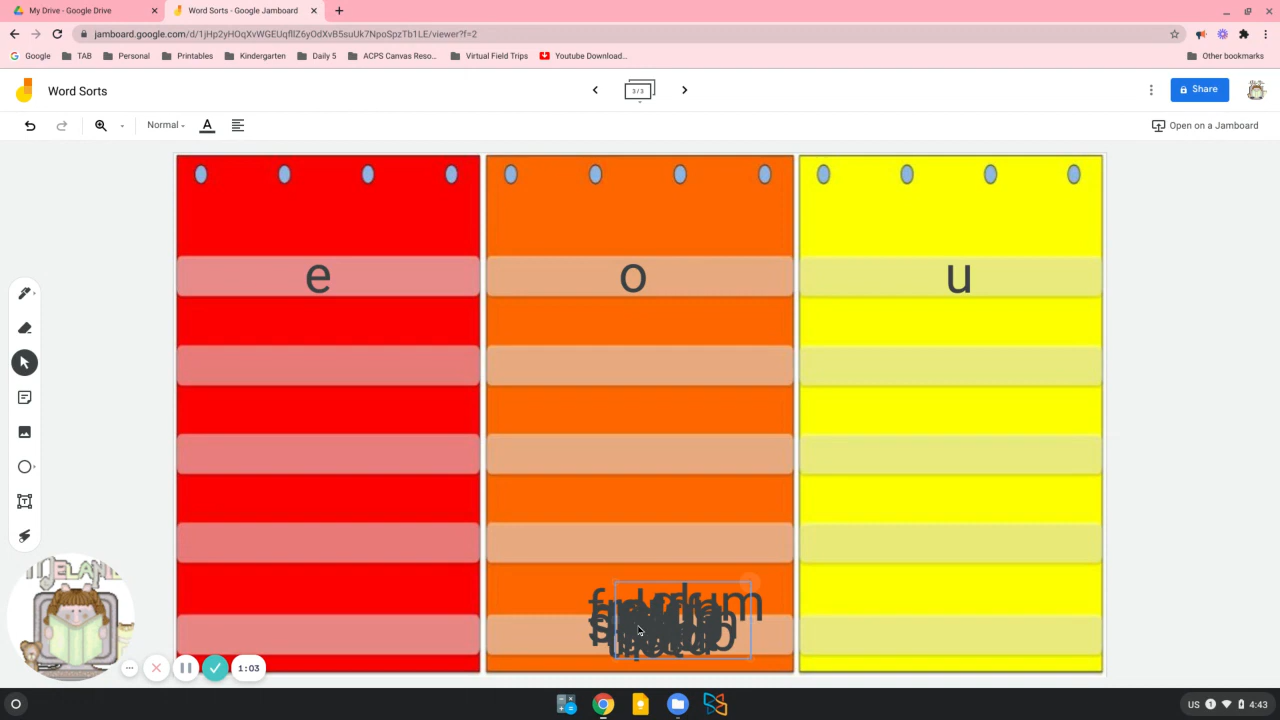 My Drive - Google Drive
Word Sorts - Google Jamboard
jamboard.google.com/d/1jHp2yHOqXvWGEUqfIlZ6yOdXvB5suUk7NpoSpzTb1LE/viewer?f=2
Google TAB Personal Printables Kindergarten Daily 5 ACPS Canvas Reso... Virtual Field Trips Youtube Download... Other bookmarks
Word Sorts
3 / 3
Share
Normal
Open on a Jamboard
e o u
1:03
US 1 4:43